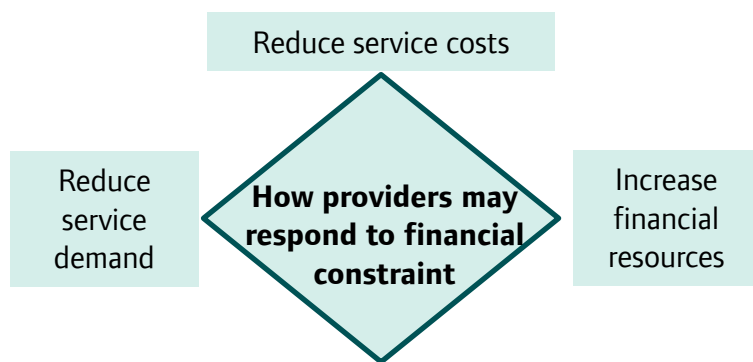 Reduce service costs
Reduce
service
demand
How providers may
respond to financial
constraint
Increase
financial
resources